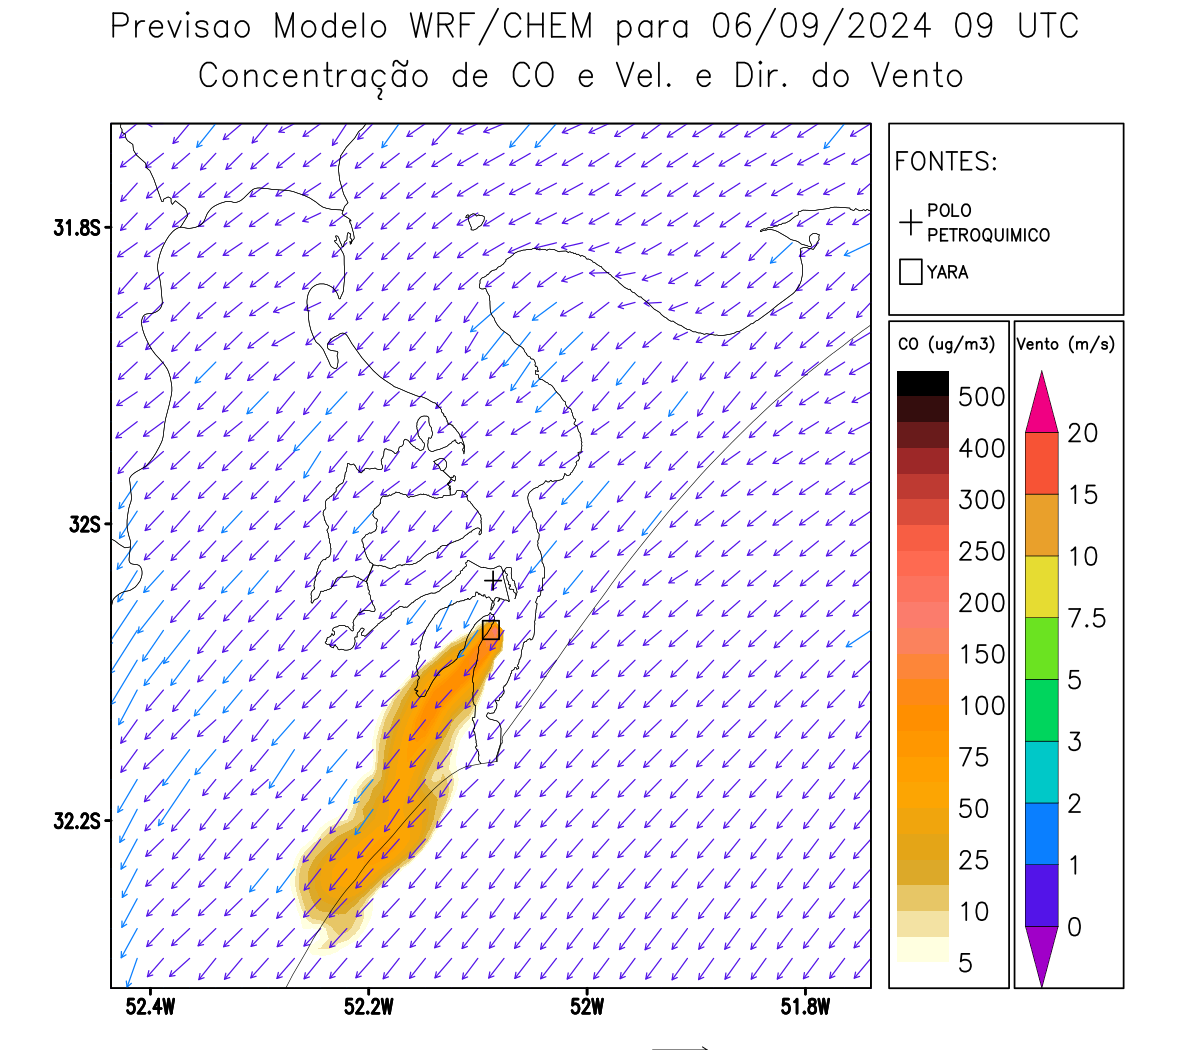 Previsao Modelo WRF/CHEM para 06/09/2024 09 UTC
Concentração de CO e Vel. e Dir. do Vento
FONTES:
POLO
PETROQUIMICO
YARA
31.8S
32S
32.2S
52.4W
52.2W
52W
51.8W
CO (ug/m3)
500
400
300
250
200
150
100
75
50
25
10
5
Vento (m/s)
20
15
10
7.5
5
3
2
1
0